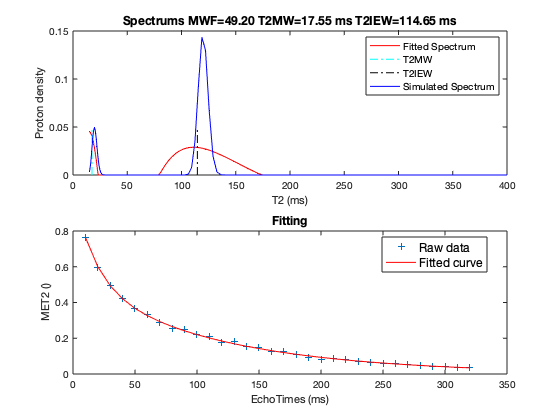 Spectrums MWF=49.20 T2MW=17.55 ms T2IEW=114.65 ms
0.15
0.1
0.05
0
Proton density
Fitted Spectrum
T2MW
T2IEW
Simulated Spectrum
0 50 100 150 200 250 300 350 400
T2 (ms)
Fitting
0.8
0.6
0.4
0.2
0
MET2 ()
Raw data
Fitted curve
0 50 100 150 200 250 300 350
EchoTimes (ms)